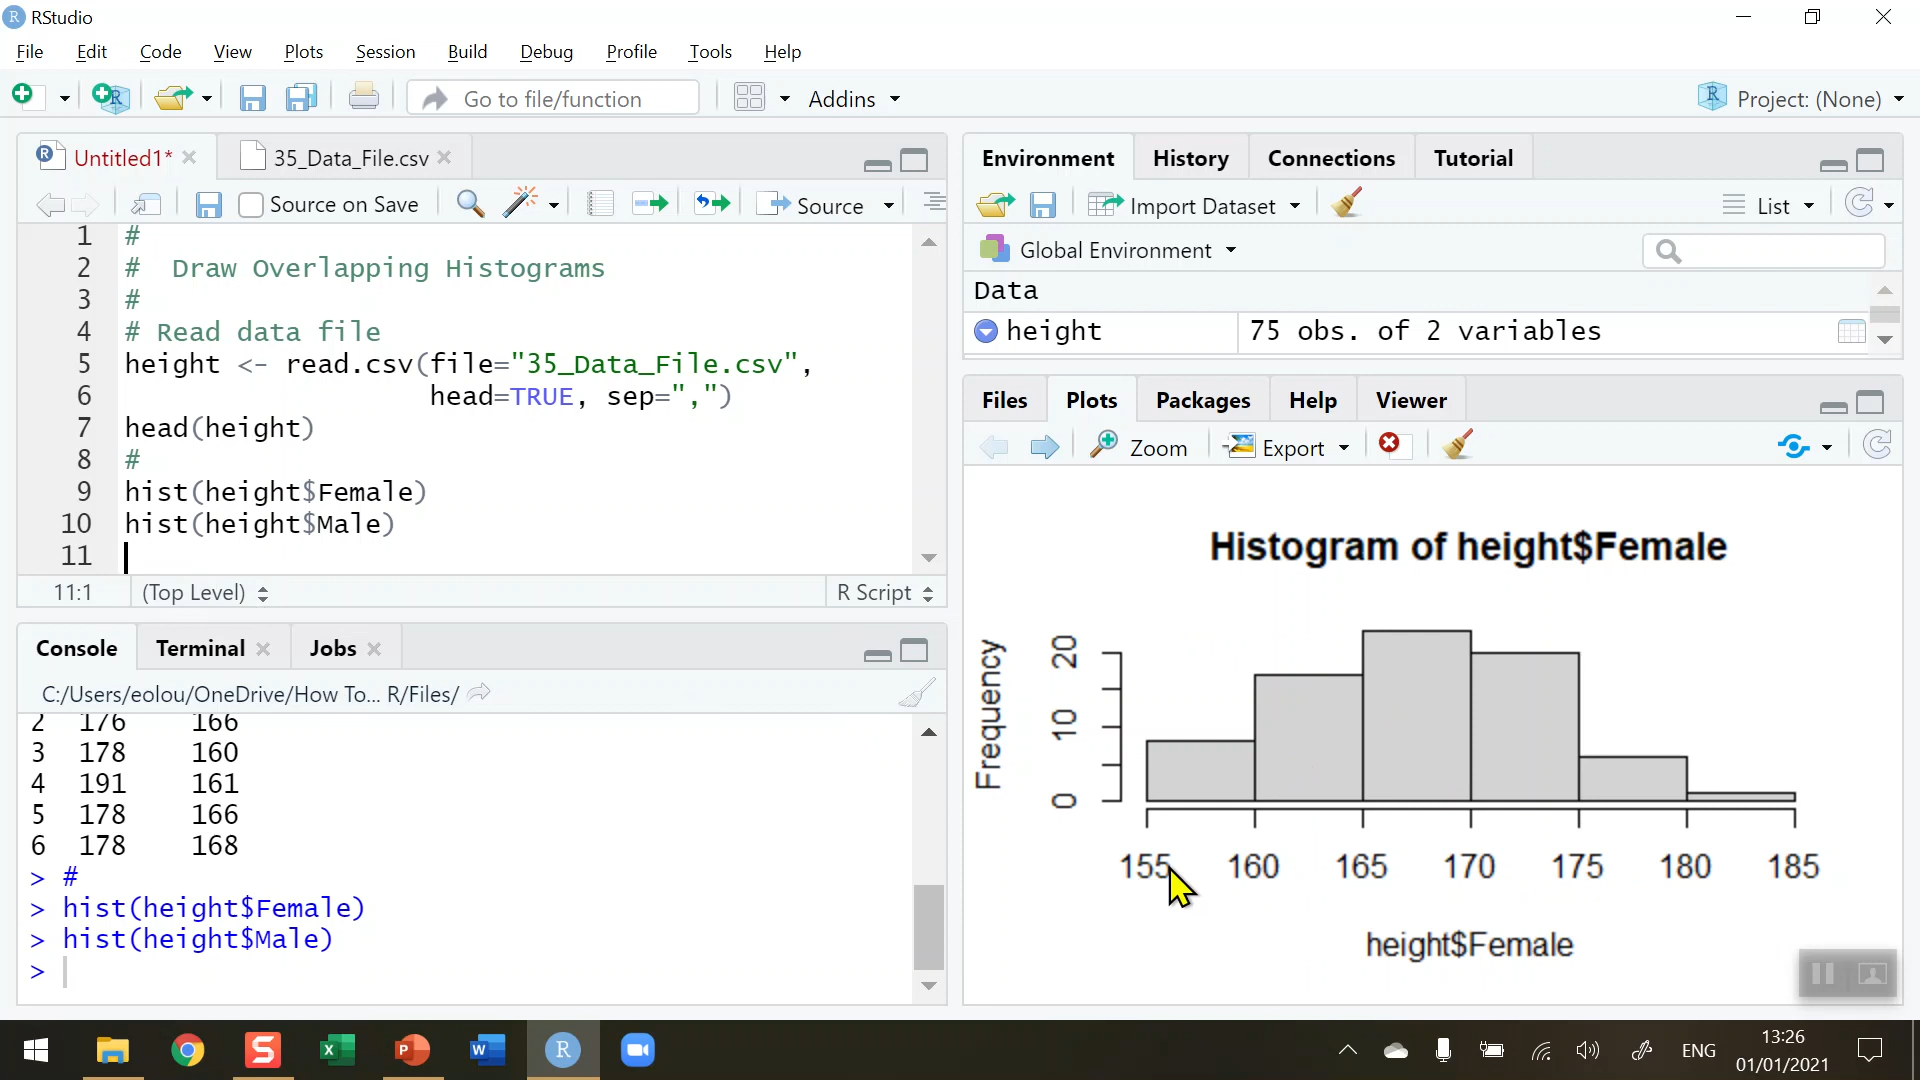 RStudio
File Edit Code View Plots Session Build Debug Profile Tools Help
Go to file/function Addins Project: (None)
Untitled1* 35_Data_File.csv
Source on Save Source
1 #
2 #  Draw Overlapping Histograms
3 #
4 # Read data file
5 height <- read.csv(file="35_Data_File.csv",
6 head=TRUE, sep=",")
7 head(height)
8 #
9 hist(height$Female)
10 hist(height$Male)
11
11:1 (Top Level) R Script
Console Terminal Jobs
C:/Users/eolou/OneDrive/How To... R/Files/
2 176 166
3 178 160
4 191 161
5 178 166
6 178 168
> #
> hist(height$Female)
> hist(height$Male)
>
Environment History Connections Tutorial
Import Dataset List
Global Environment
Data
height 75 obs. of 2 variables
Files Plots Packages Help Viewer
Zoom Export
Histogram of height$Female
Frequency
20
10
0
155 160 165 170 175 180 185
height$Female
ENG 13:26
01/01/2021